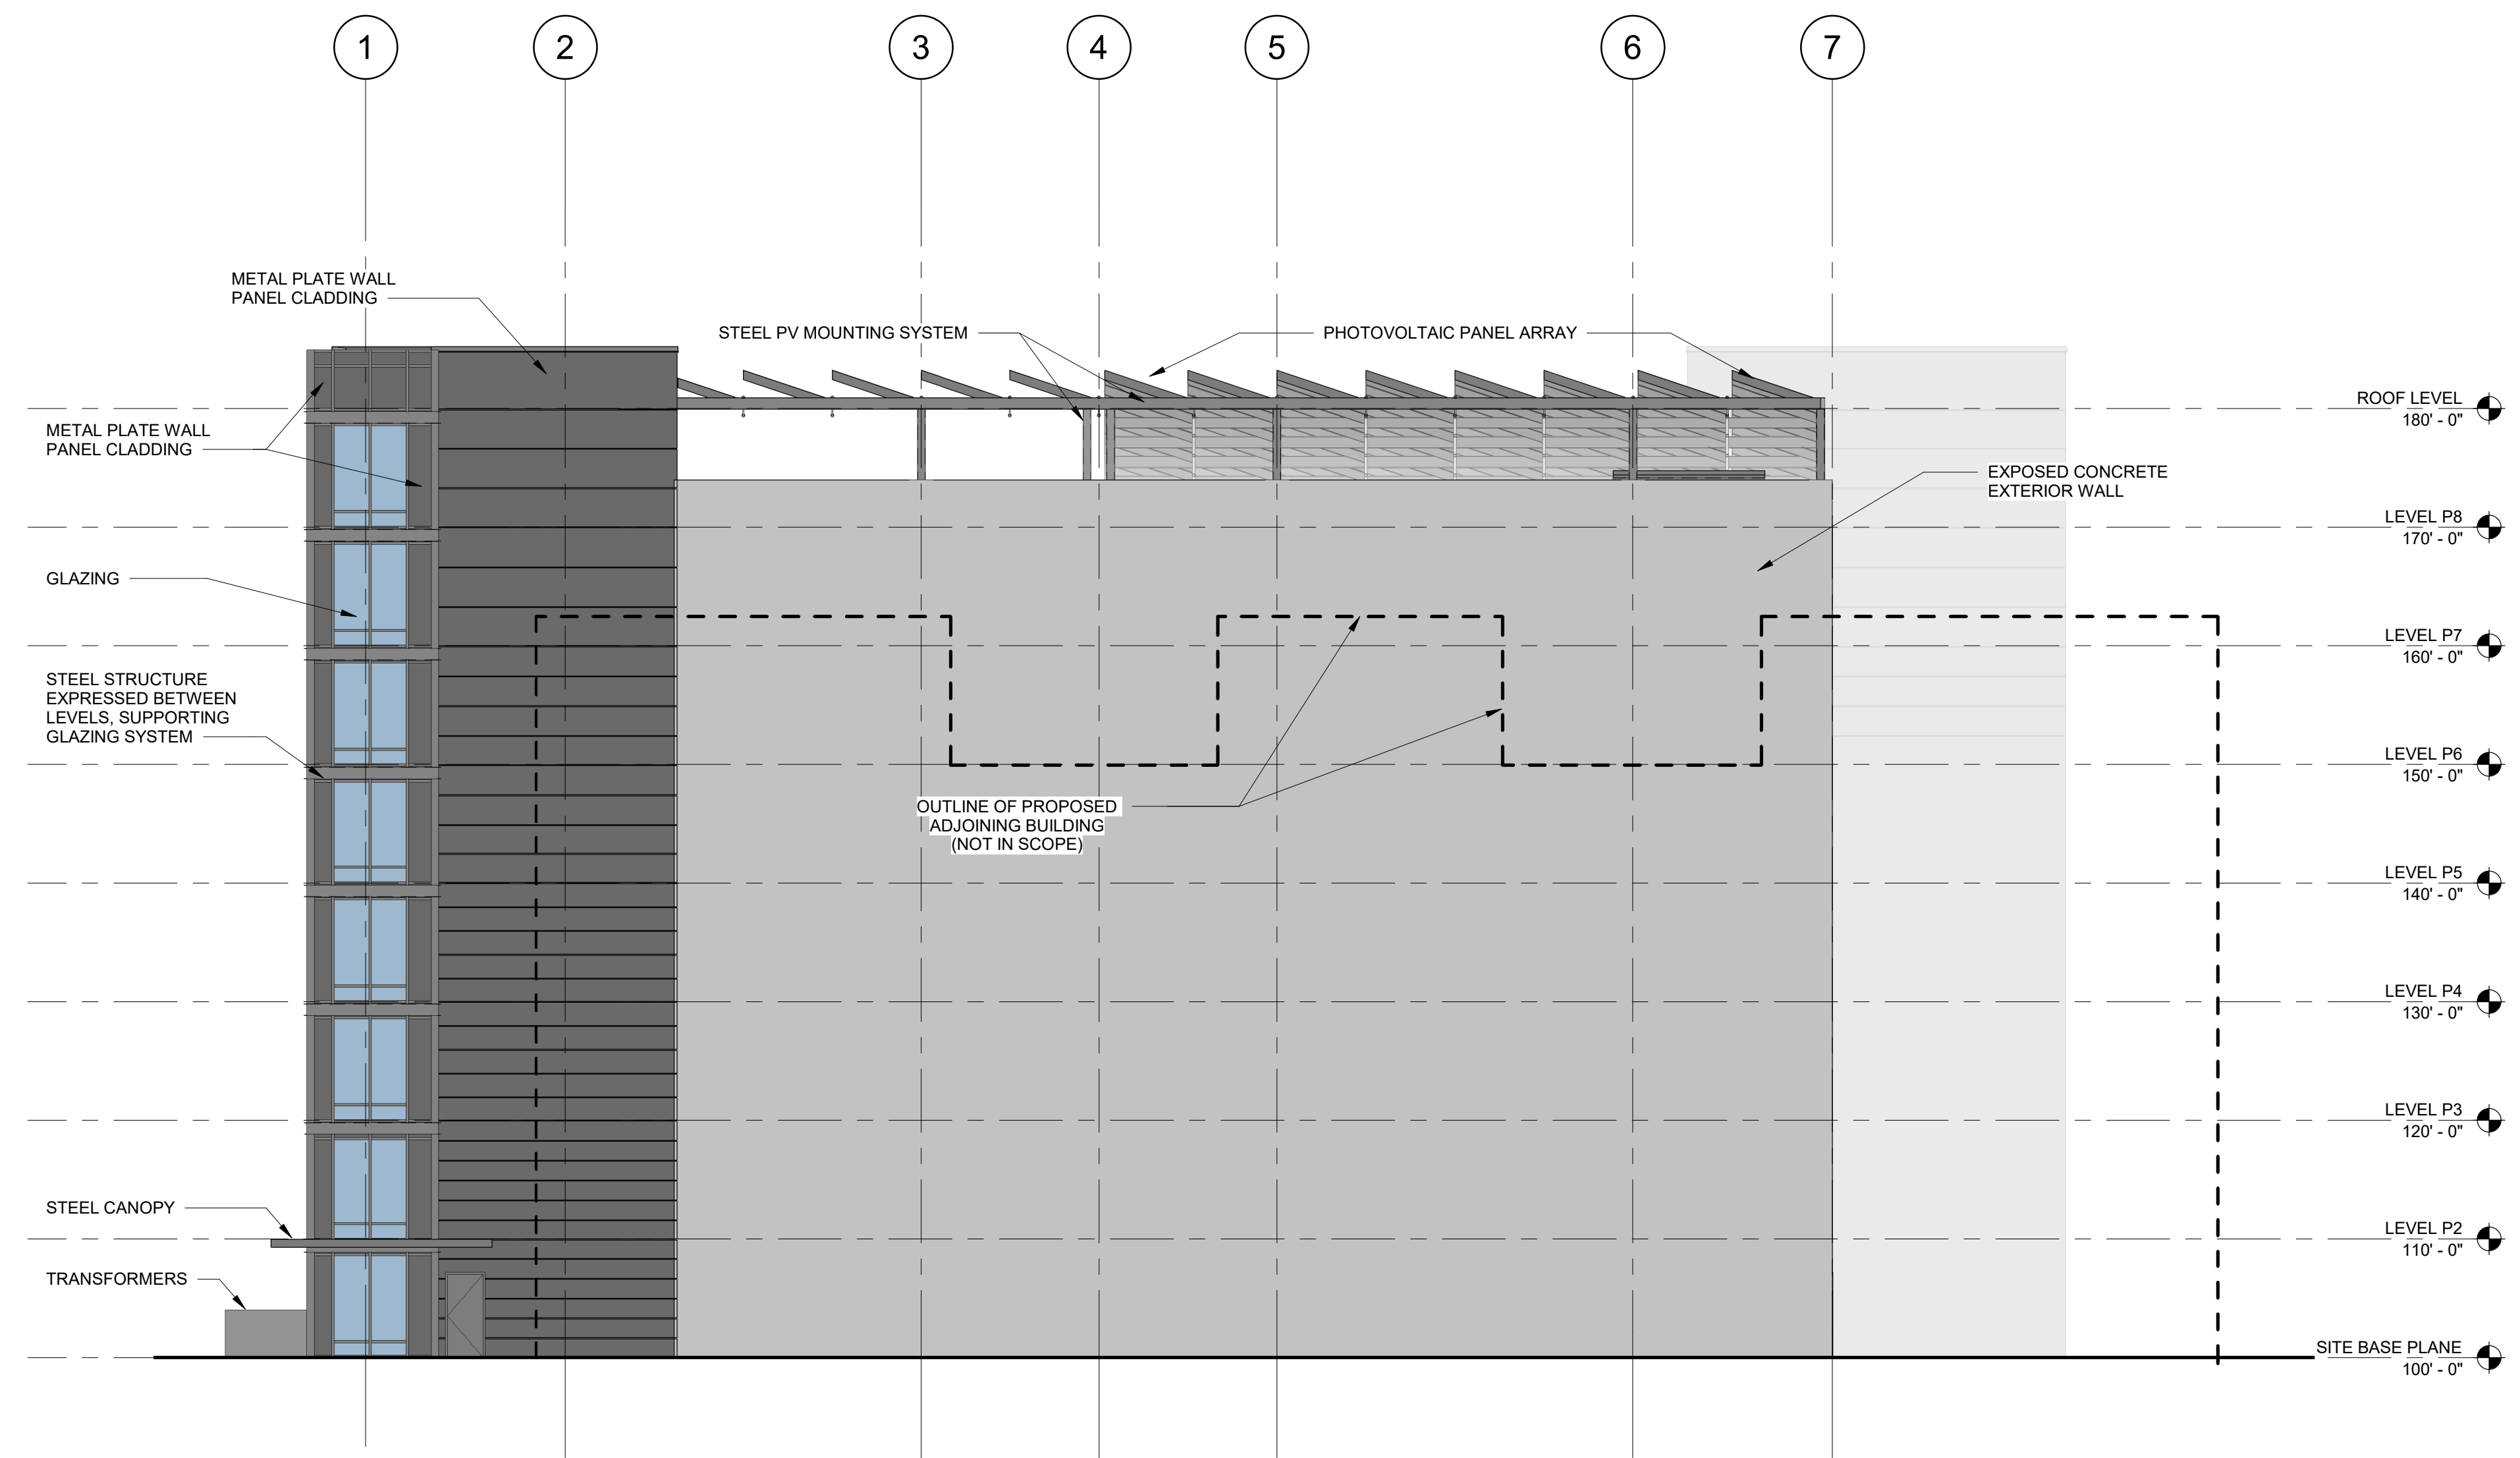 1 2 3 4 5 6 7
METAL PLATE WALL
PANEL CLADDING
STEEL PV MOUNTING SYSTEM
PHOTOVOLTAIC PANEL ARRAY
ROOF LEVEL
180' - 0"
METAL PLATE WALL
PANEL CLADDING
EXPOSED CONCRETE
EXTERIOR WALL
LEVEL P8
170' - 0"
GLAZING
LEVEL P7
160' - 0"
STEEL STRUCTURE
EXPRESSED BETWEEN
LEVELS, SUPPORTING
GLAZING SYSTEM
LEVEL P6
150' - 0"
OUTLINE OF PROPOSED
ADJOINING BUILDING
(NOT IN SCOPE)
LEVEL P5
140' - 0"
LEVEL P4
130' - 0"
LEVEL P3
120' - 0"
STEEL CANOPY
LEVEL P2
110' - 0"
TRANSFORMERS
SITE BASE PLANE
100' - 0"